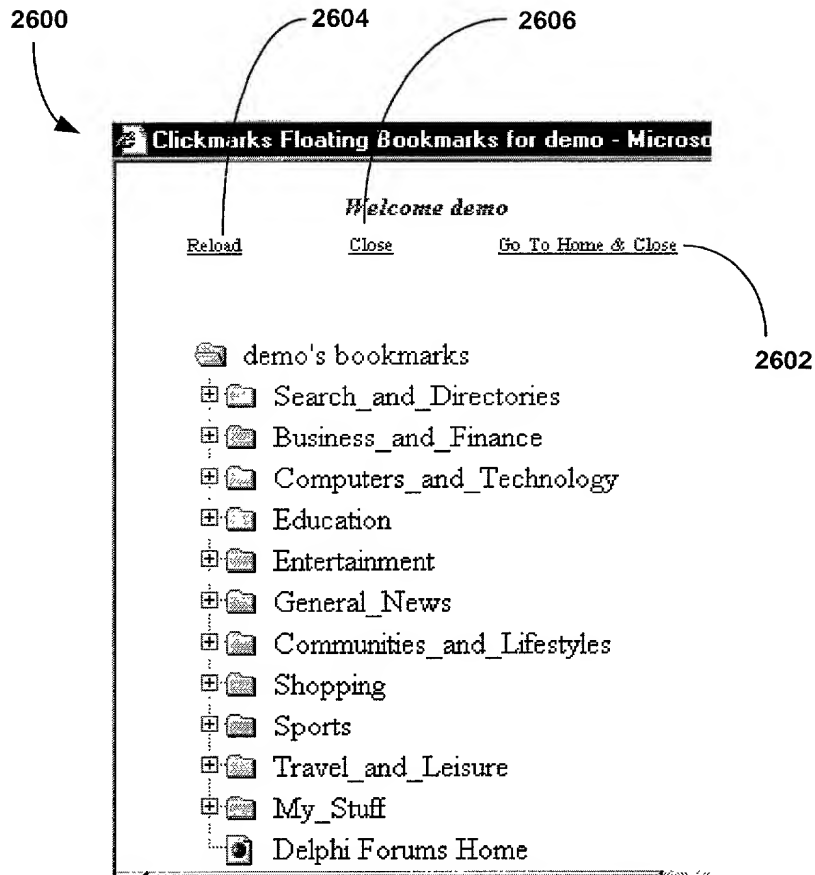 2600 2604 2606
Clickmarks Floating Bookmarks for demo - Microso
Welcome demo
Reload Close Go To Home & Close
2602
demo's bookmarks
Search_and_Directories
Business_and_Finance
Computers_and_Technology
Education
Entertainment
General_News
Communities_and_Lifestyles
Shopping
Sports
Travel_and_Leisure
My_Stuff
Delphi Forums Home